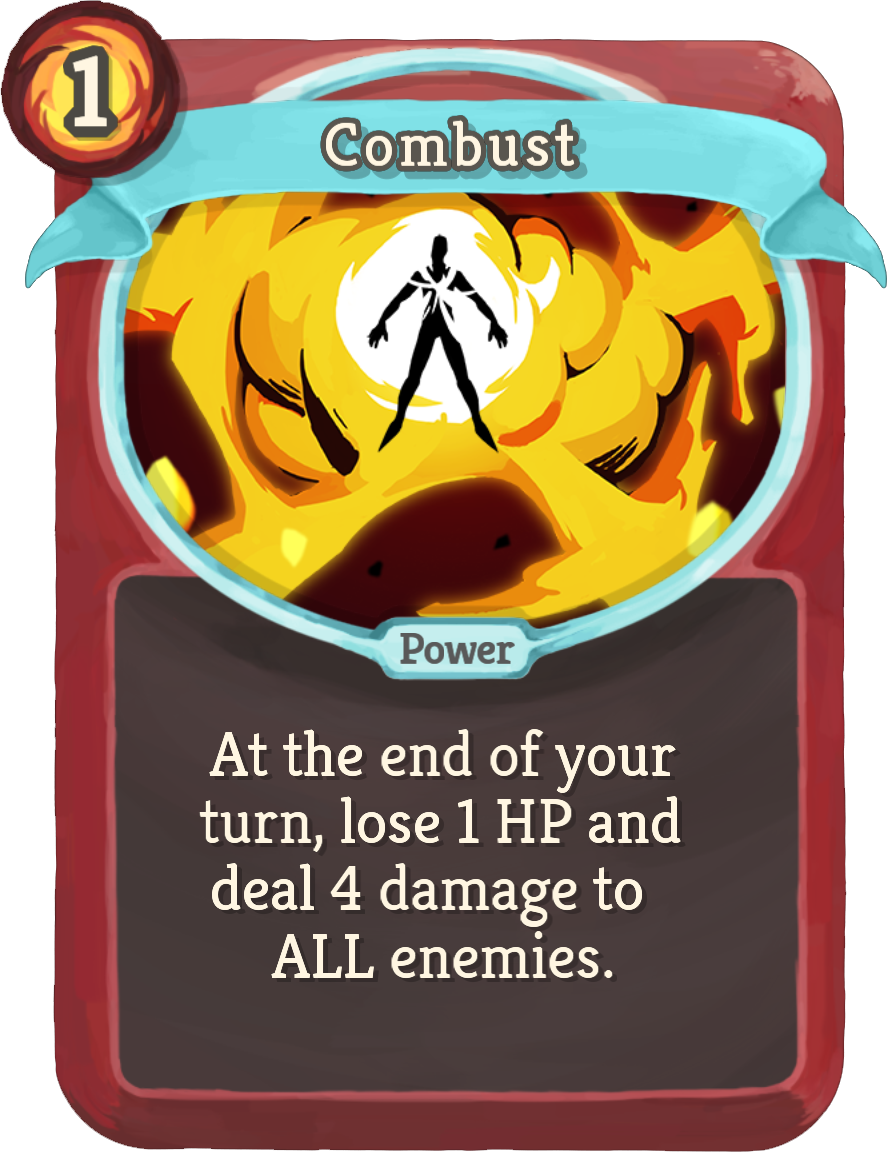 1
Combust
Power
At the end of your
turn, lose 1 HP and
deal 4 damage to
ALL enemies.